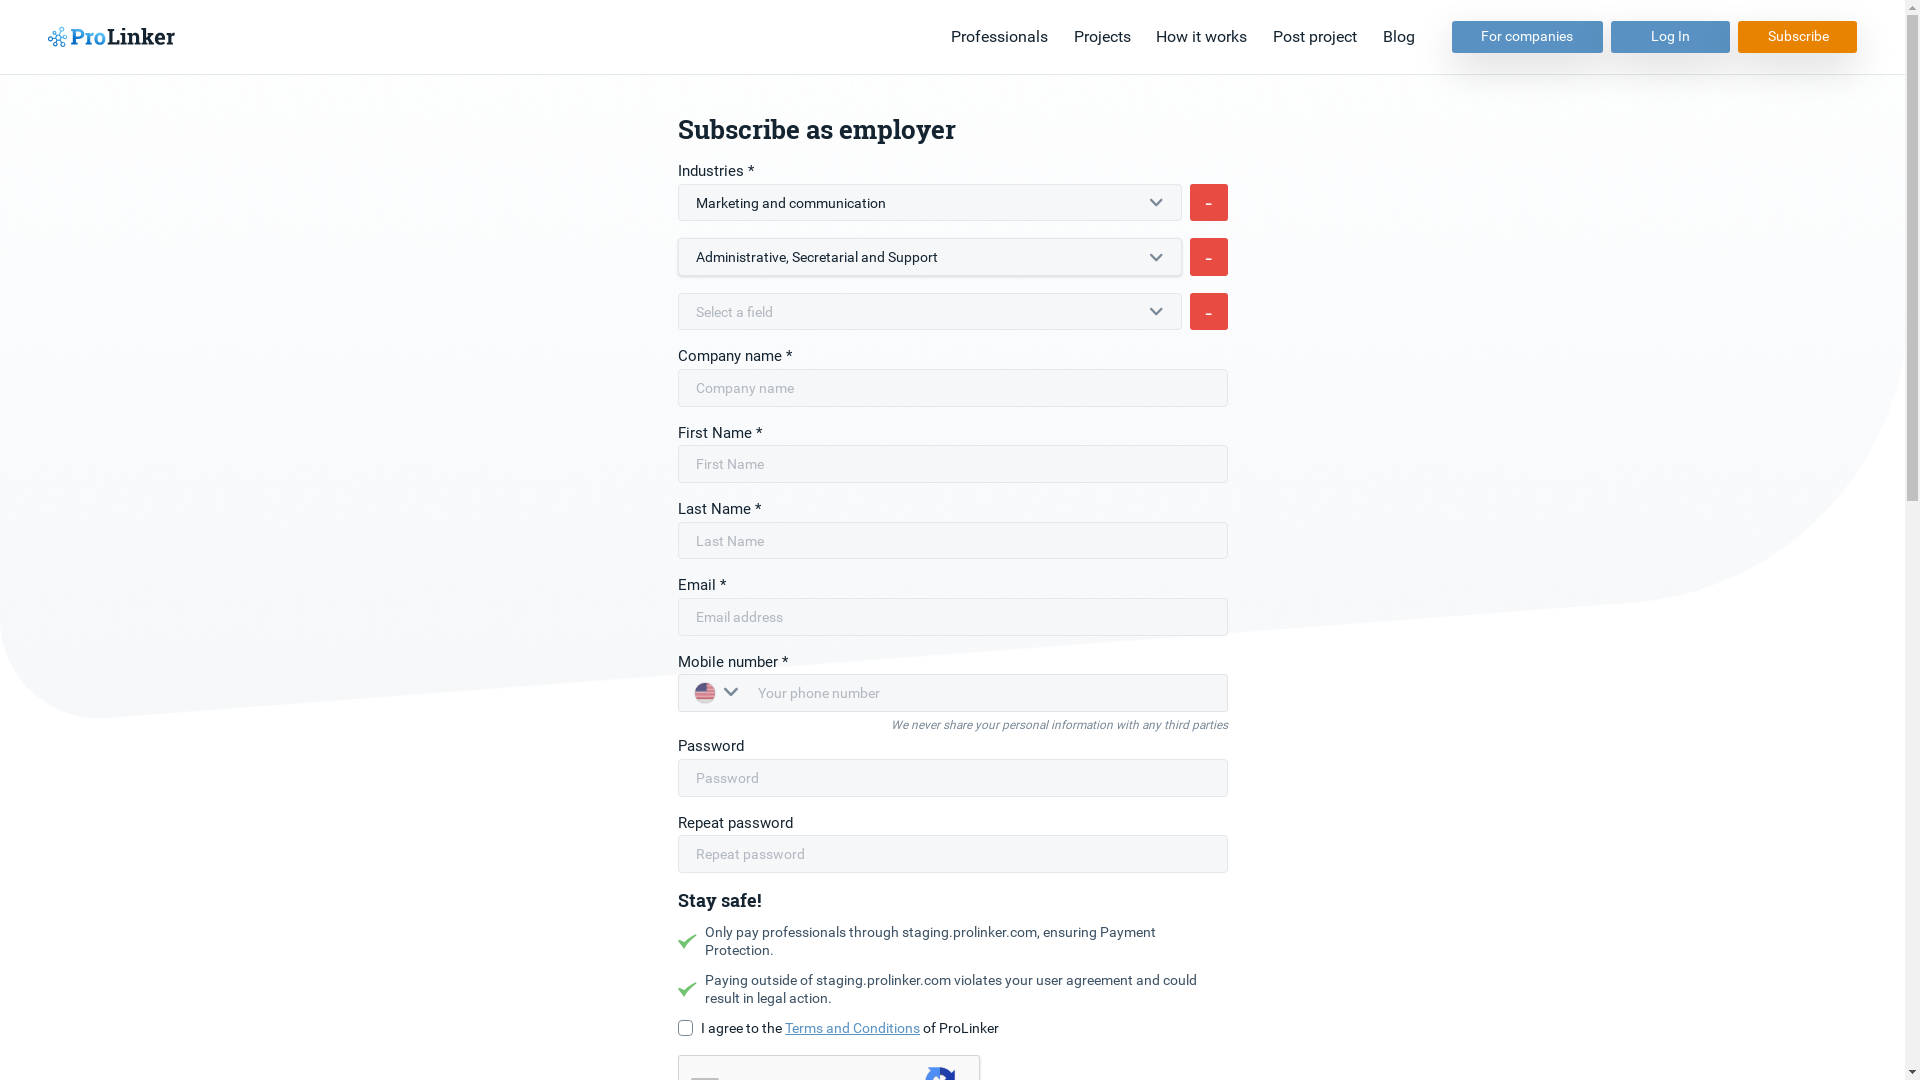 ProLinker
Professionals
Projects
How it works
Post project
Blog
For companies
Log In
Subscribe
Subscribe as employer
Industries *
Marketing and communication
-
Administrative, Secretarial and Support
-
Select a field
-
Company name *
Company name
First Name *
First Name
Last Name *
Last Name
Email *
Email address
Mobile number *
Your phone number
We never share your personal information with any third parties
Password
Password
Repeat password
Repeat password
Stay safe!
Only pay professionals through staging.prolinker.com, ensuring Payment
Protection.
Paying outside of staging.prolinker.com violates your user agreement and could
result in legal action.
I agree to the Terms and Conditions of ProLinker